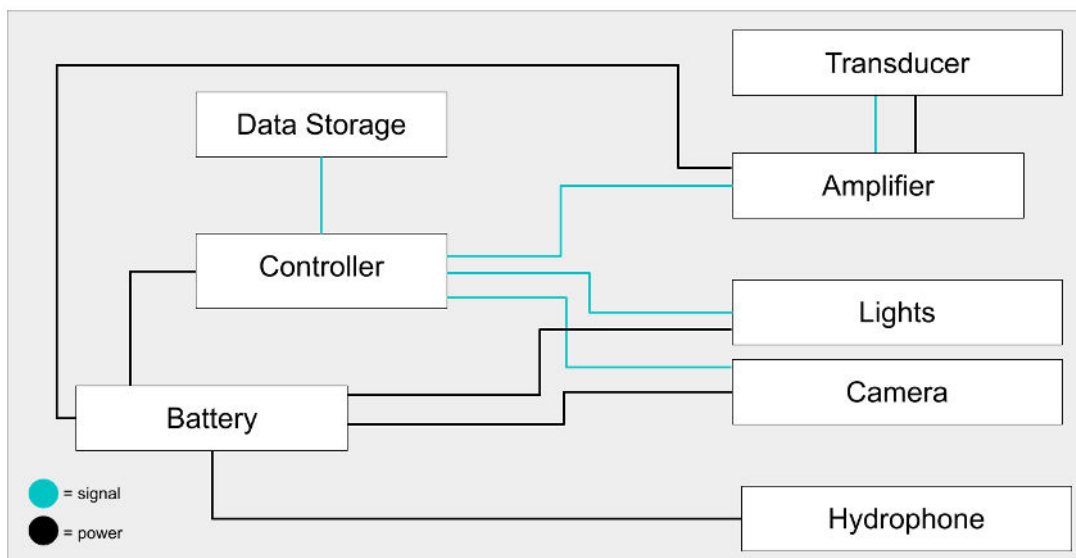 Transducer
Data Storage
Amplifier
Controller
Lights
Camera
Battery
= signal
= power
Hydrophone